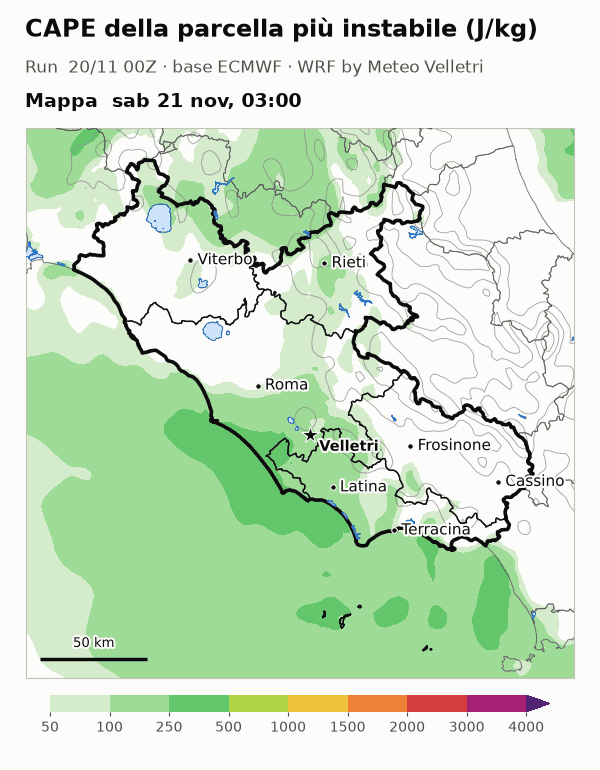 CAPE della parcella più instabile (J/kg)
Run 20/11 00Z · base ECMWF · WRF by Meteo Velletri
Mappa sab 21 nov, 03:00
Viterbo
Rieti
Roma
Velletri
Frosinone
Latina
Cassino
Terracina
50 km
50 100 250 500 1000 1500 2000 3000 4000